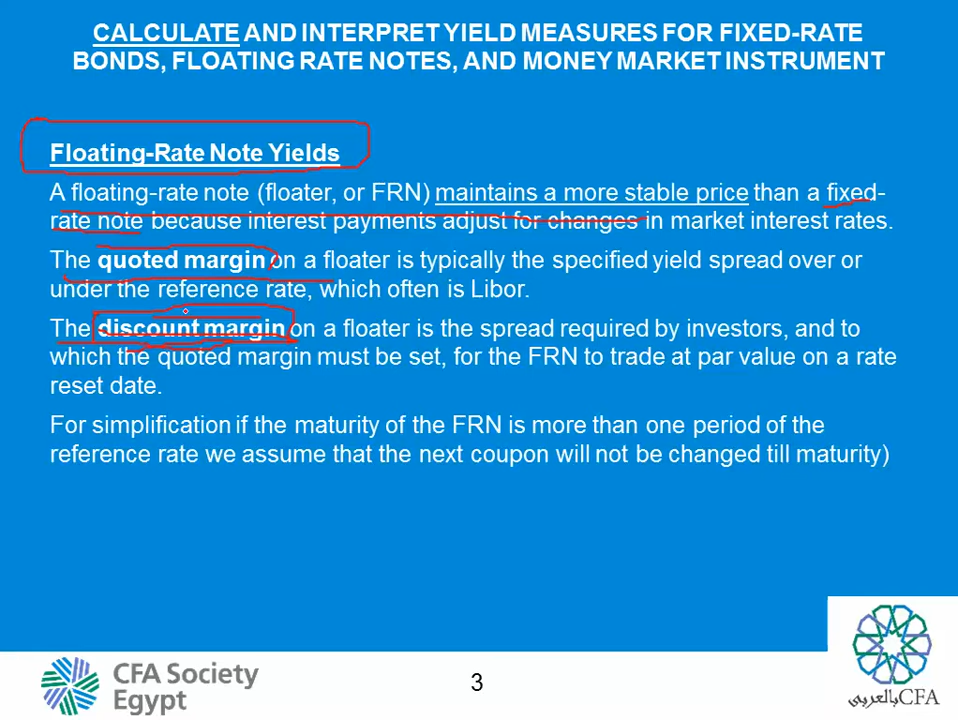 CALCULATE AND INTERPRET YIELD MEASURES FOR FIXED-RATE
BONDS, FLOATING RATE NOTES, AND MONEY MARKET INSTRUMENT
Floating-Rate Note Yields
A floating-rate note (floater, or FRN) maintains a more stable price than a fixed-
rate note because interest payments adjust for changes in market interest rates.
The quoted margin on a floater is typically the specified yield spread over or
under the reference rate, which often is Libor.
The discount margin on a floater is the spread required by investors, and to
which the quoted margin must be set, for the FRN to trade at par value on a rate
reset date.
For simplification if the maturity of the FRN is more than one period of the
reference rate we assume that the next coupon will not be changed till maturity)
CFA Society
Egypt
3
CFA بالعربي